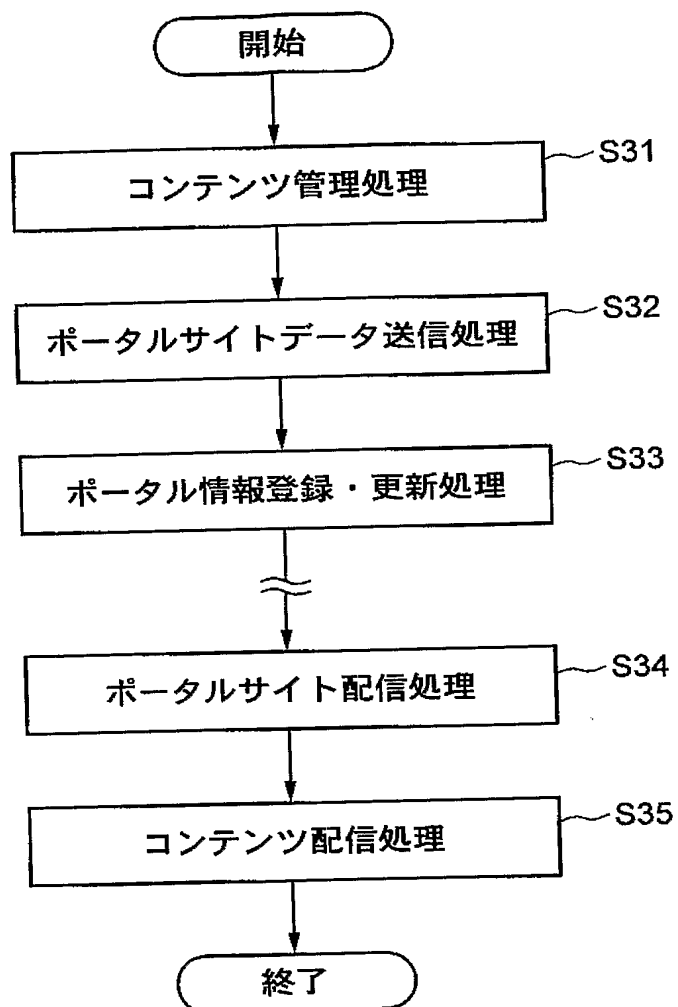 開始
S31
コンテンツ管理処理
S32
ポータルサイトデータ送信処理
S33
ポータル情報登録・更新処理
S34
ポータルサイト配信処理
S35
コンテンツ配信処理
終了